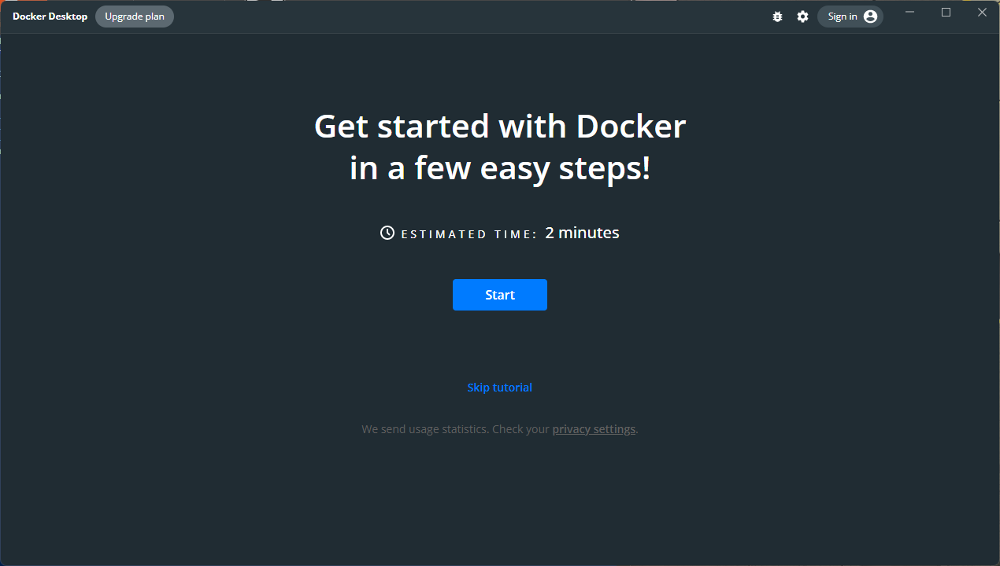 Docker Desktop Upgrade plan Sign in
Get started with Docker
in a few easy steps!
ESTIMATED TIME: 2 minutes
Start
Skip tutorial
We send usage statistics. Check your privacy settings.